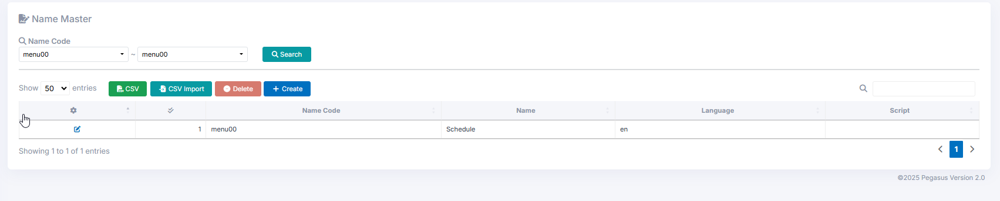 Name Master
Name Code
menu00 ~ menu00 Search
Show 50 entries CSV CSV Import Delete Create
Name Code Name Language Script
1 menu00 Schedule en
Showing 1 to 1 of 1 entries
1
©2025 Pegasus Version 2.0